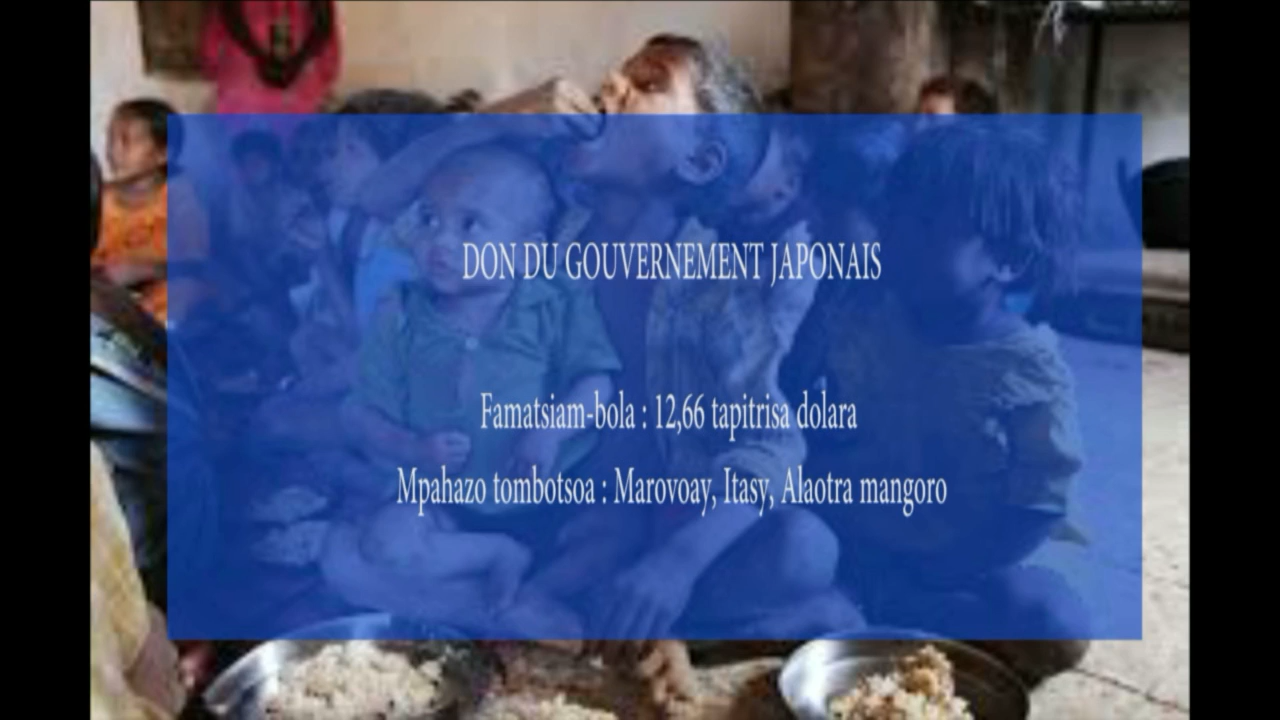 DON DU GOUVERNEMENT JAPONAIS
Famatsiam-bola : 12,66 tapitrisa dolara
Mpahazo tombotsoa : Marovoay, Itasy, Alaotra mangoro